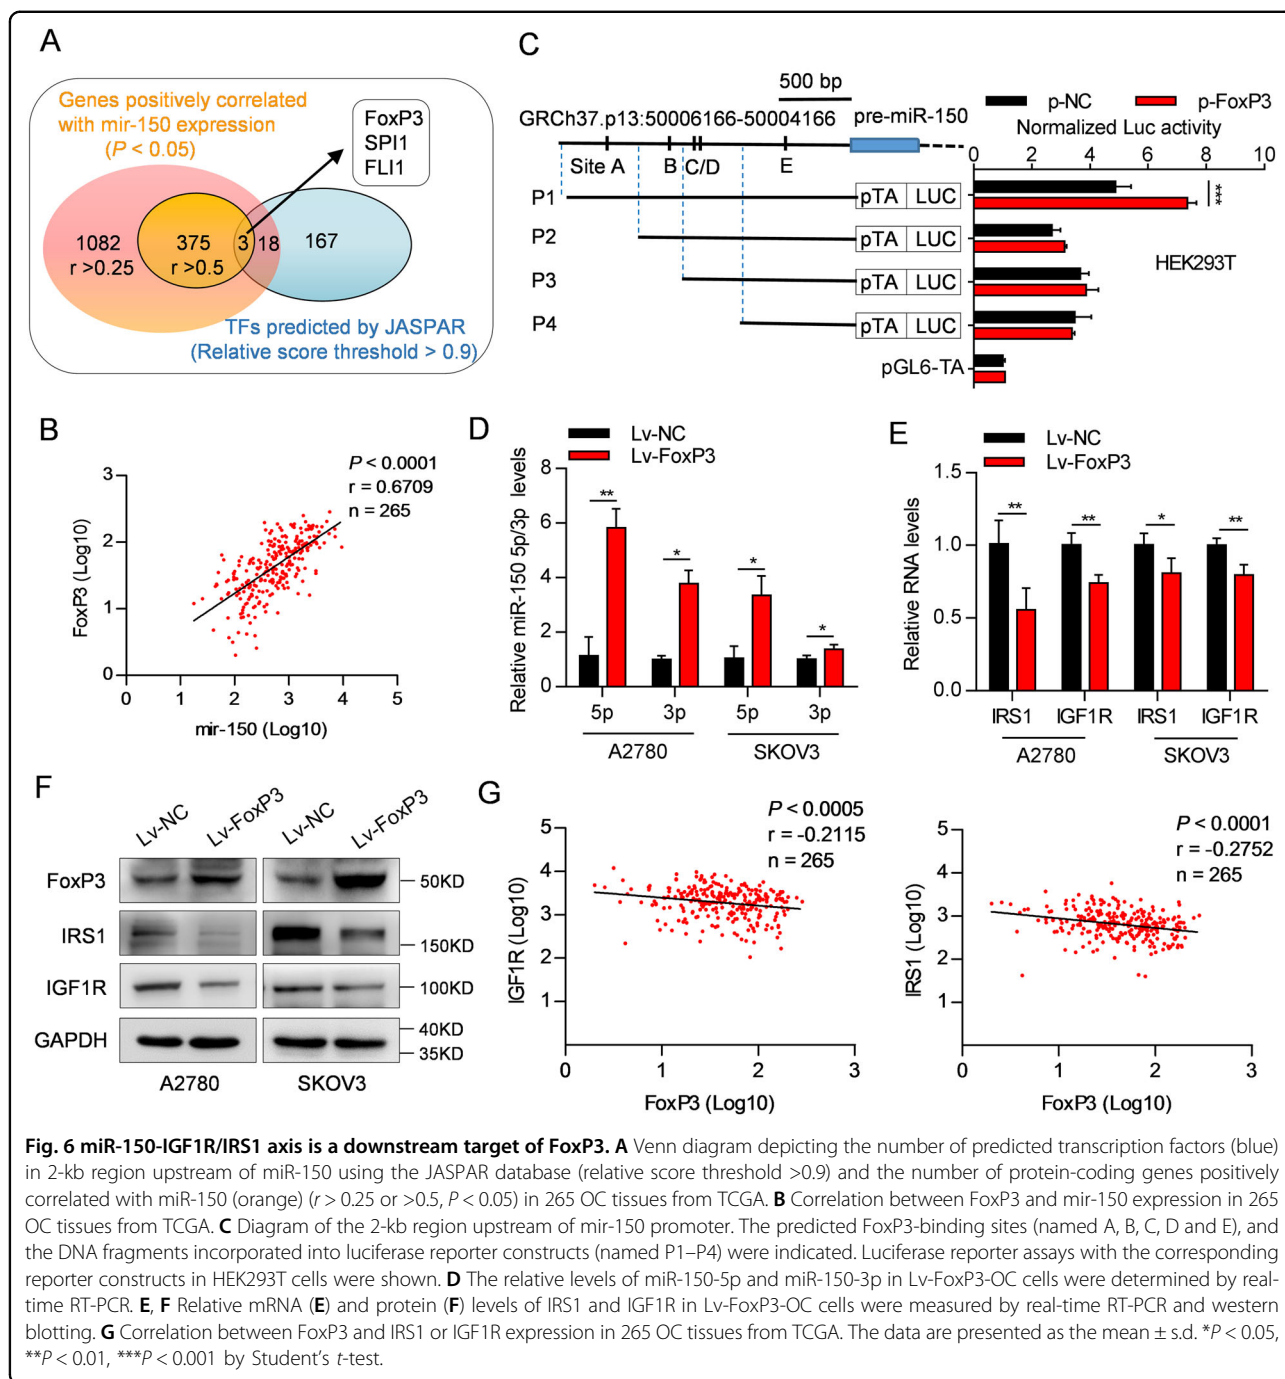 A
Genes positively correlated
with mir-150 expression
(P < 0.05)
FoxP3
SPI1
FLI1
1082
r >0.25
375
r >0.5
3
18
167
TFs predicted by JASPAR
(Relative score threshold > 0.9)
B
P < 0.0001
r = 0.6709
n = 265
FoxP3 (Log10)
3
2
1
0
0 1 2 3 4 5
mir-150 (Log10)
C
500 bp
GRCh37.p13:50006166-50004166
pre-miR-150
Site A B C/D E
P1 pTA LUC
P2 pTA LUC
P3 pTA LUC
P4 pTA LUC
pGL6-TA
p-NC p-FoxP3
Normalized Luc activity
0 2 4 6 8 10
***
HEK293T
D
Lv-NC
Lv-FoxP3
Relative miR-150 5p/3p levels
8
6
4
2
0
** * * *
5p 3p 5p 3p
A2780 SKOV3
E
Lv-NC
Lv-FoxP3
Relative RNA levels
1.5
1.0
0.5
0.0
** ** * **
IRS1 IGF1R IRS1 IGF1R
A2780 SKOV3
F
Lv-NC Lv-FoxP3 Lv-NC Lv-FoxP3
FoxP3 50KD
IRS1 150KD
IGF1R 100KD
GAPDH 40KD
35KD
A2780 SKOV3
G
P < 0.0005
r = -0.2115
n = 265
IGF1R (Log10)
5
4
3
2
1
0 1 2 3
FoxP3 (Log10)
P < 0.0001
r = -0.2752
n = 265
IRS1 (Log10)
5
4
3
2
1
0 1 2 3
FoxP3 (Log10)
Fig. 6 miR-150-IGF1R/IRS1 axis is a downstream target of FoxP3. A Venn diagram depicting the number of predicted transcription factors (blue)
in 2-kb region upstream of miR-150 using the JASPAR database (relative score threshold >0.9) and the number of protein-coding genes positively
correlated with miR-150 (orange) (r > 0.25 or >0.5, P < 0.05) in 265 OC tissues from TCGA. B Correlation between FoxP3 and mir-150 expression in 265
OC tissues from TCGA. C Diagram of the 2-kb region upstream of mir-150 promoter. The predicted FoxP3-binding sites (named A, B, C, D and E), and
the DNA fragments incorporated into luciferase reporter constructs (named P1–P4) were indicated. Luciferase reporter assays with the corresponding
reporter constructs in HEK293T cells were shown. D The relative levels of miR-150-5p and miR-150-3p in Lv-FoxP3-OC cells were determined by real-
time RT-PCR. E, F Relative mRNA (E) and protein (F) levels of IRS1 and IGF1R in Lv-FoxP3-OC cells were measured by real-time RT-PCR and western
blotting. G Correlation between FoxP3 and IRS1 or IGF1R expression in 265 OC tissues from TCGA. The data are presented as the mean ± s.d. *P < 0.05,
**P < 0.01, ***P < 0.001 by Student's t-test.